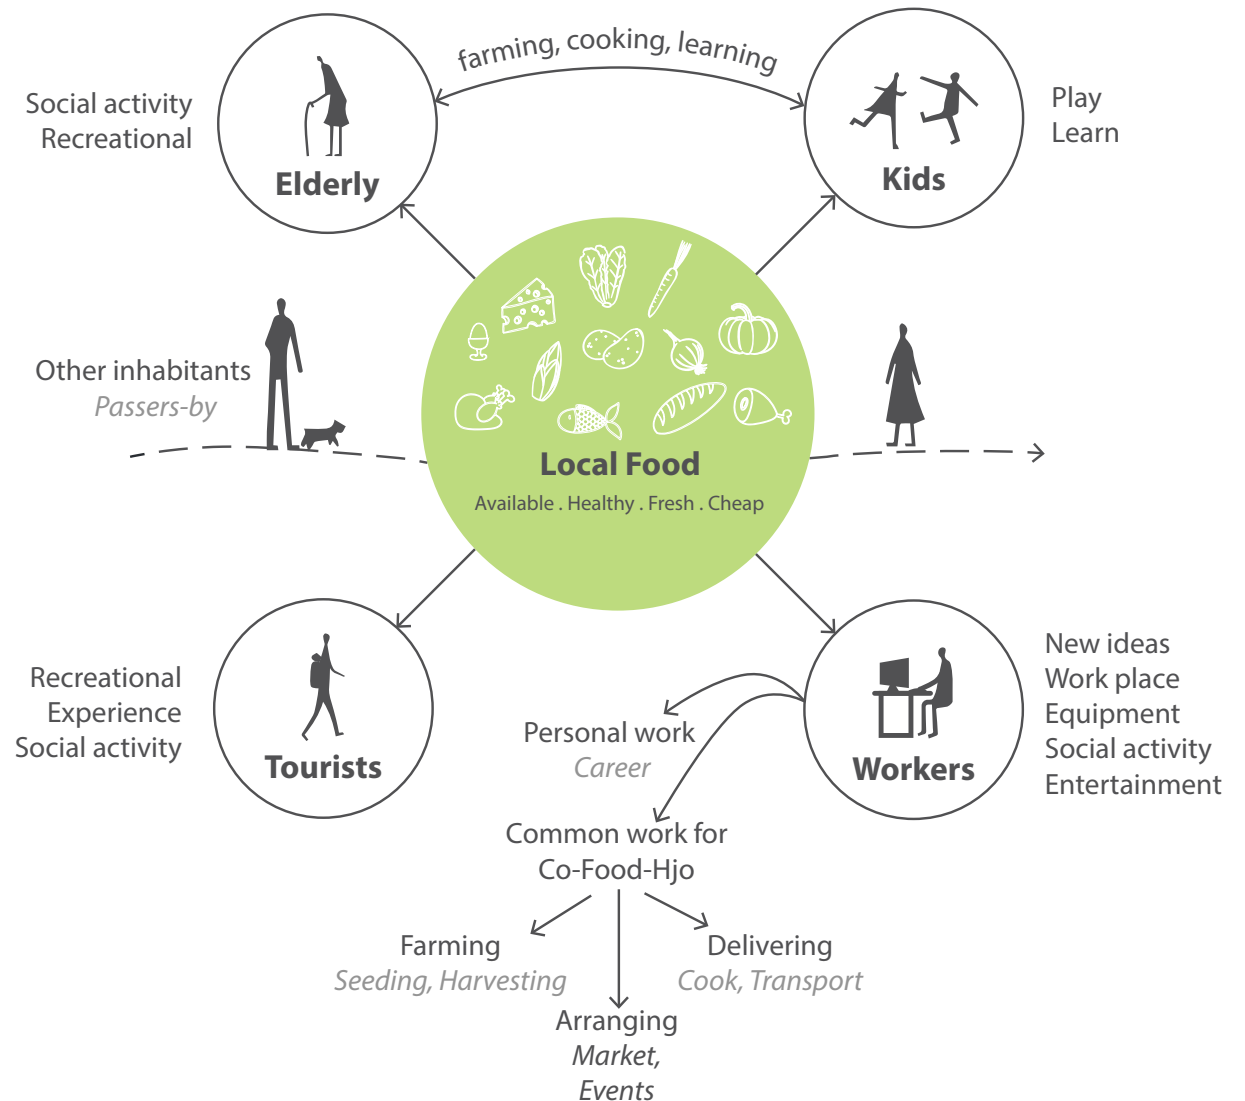 farming, cooking, learning
Social activity
Recreational
Elderly
Kids
Play
Learn
Other inhabitants
Passers-by
Local Food
Available . Healthy . Fresh . Cheap
Recreational
Experience
Social activity
Tourists
Workers
New ideas
Work place
Equipment
Social activity
Entertainment
Personal work
Career
Common work for
Co-Food-Hjo
Farming
Seeding, Harvesting
Delivering
Cook, Transport
Arranging
Market,
Events